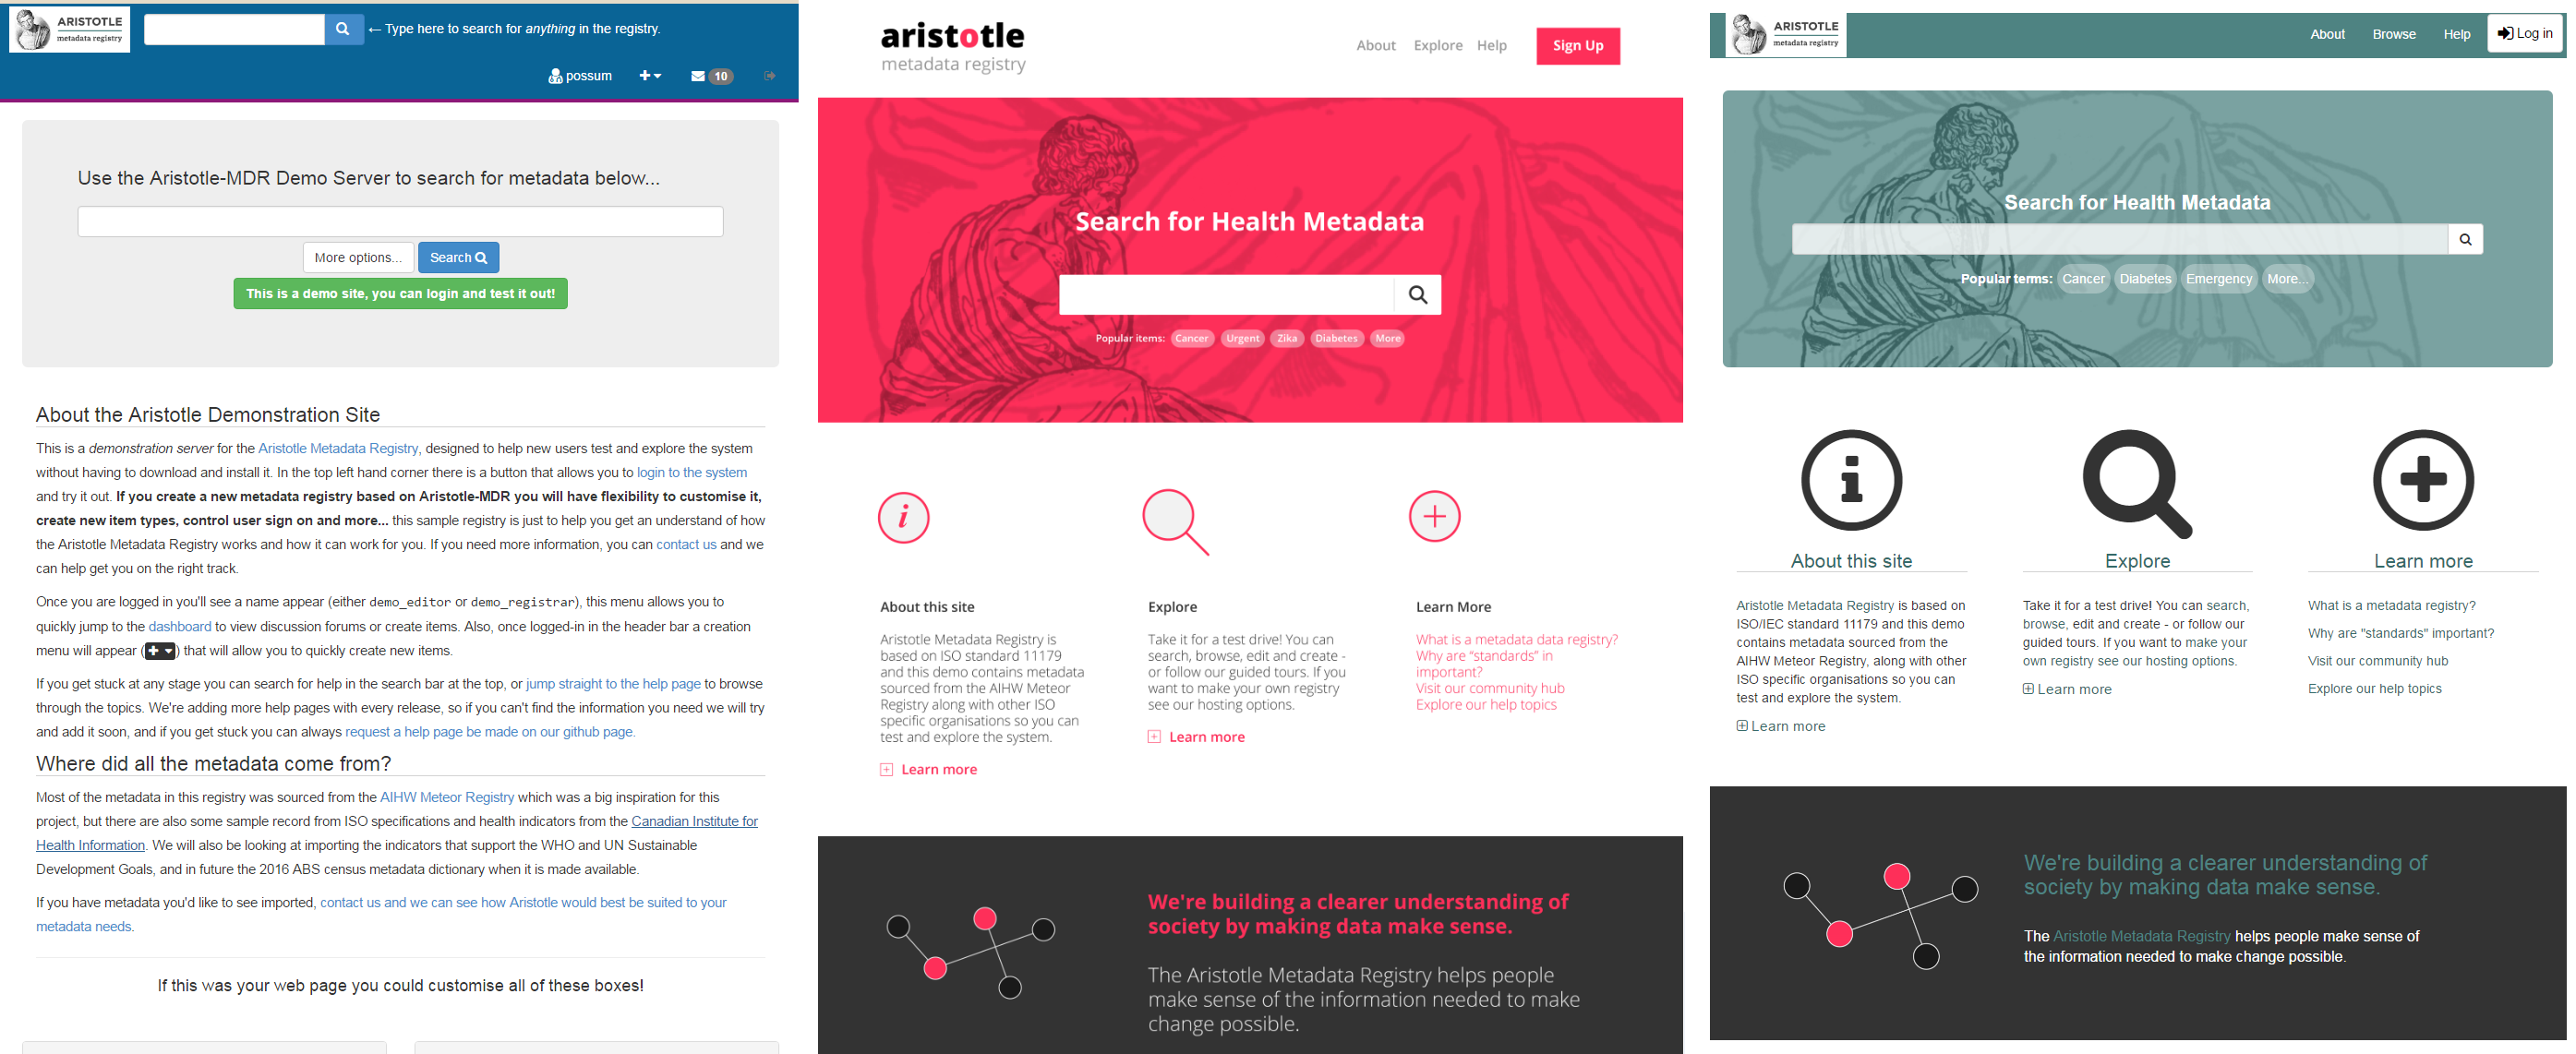 ARISTOTLE
metadata registry
← Type here to search for anything in the registry.
possum
10
Use the Aristotle-MDR Demo Server to search for metadata below...
More options...
Search
This is a demo site, you can login and test it out!
About the Aristotle Demonstration Site
This is a demonstration server for the Aristotle Metadata Registry, designed to help new users test and explore the system
without having to download and install it. In the top left hand corner there is a button that allows you to login to the system
and try it out. If you create a new metadata registry based on Aristotle-MDR you will have flexibility to customise it,
create new item types, control user sign on and more... this sample registry is just to help you get an understand of how
the Aristotle Metadata Registry works and how it can work for you. If you need more information, you can contact us and we
can help get you on the right track.
Once you are logged in you'll see a name appear (either demo_editor or demo_registrar), this menu allows you to
quickly jump to the dashboard to view discussion forums or create items. Also, once logged-in in the header bar a creation
menu will appear (+) that will allow you to quickly create new items.
If you get stuck at any stage you can search for help in the search bar at the top, or jump straight to the help page to browse
through the topics. We're adding more help pages with every release, so if you can't find the information you need we will try
and add it soon, and if you get stuck you can always request a help page be made on our github page.
Where did all the metadata come from?
Most of the metadata in this registry was sourced from the AIHW Meteor Registry which was a big inspiration for this
project, but there are also some sample record from ISO specifications and health indicators from the Canadian Institute for
Health Information. We will also be looking at importing the indicators that support the WHO and UN Sustainable
Development Goals, and in future the 2016 ABS census metadata dictionary when it is made available.
If you have metadata you'd like to see imported, contact us and we can see how Aristotle would best be suited to your
metadata needs.
If this was your web page you could customise all of these boxes!
aristotle
metadata registry
About
Explore
Help
Sign Up
Search for Health Metadata
Popular items: Cancer Urgent Zika Diabetes More
About this site
Aristotle Metadata Registry is
based on ISO standard 11179
and this demo contains metadata
sourced from the AIHW Meteor
Registry along with other ISO
specific organisations so you can
test and explore the system.
Learn more
Explore
Take it for a test drive! You can
search, browse, edit and create -
or follow our guided tours. If you
want to make your own registry
see our hosting options.
Learn more
Learn More
What is a metadata data registry?
Why are “standards” in
important?
Visit our community hub
Explore our help topics
We're building a clearer understanding of
society by making data make sense.
The Aristotle Metadata Registry helps people
make sense of the information needed to make
change possible.
ARISTOTLE
metadata registry
About
Browse
Help
Log in
Search for Health Metadata
Popular terms: Cancer Diabetes Emergency More...
About this site
Aristotle Metadata Registry is based on
ISO/IEC standard 11179 and this demo
contains metadata sourced from the
AIHW Meteor Registry, along with other
ISO specific organisations so you can
test and explore the system.
Learn more
Explore
Take it for a test drive! You can search,
browse, edit and create - or follow our
guided tours. If you want to make your
own registry see our hosting options.
Learn more
Learn more
What is a metadata registry?
Why are "standards" important?
Visit our community hub
Explore our help topics
We're building a clearer understanding of
society by making data make sense.
The Aristotle Metadata Registry helps people make sense of
the information needed to make change possible.